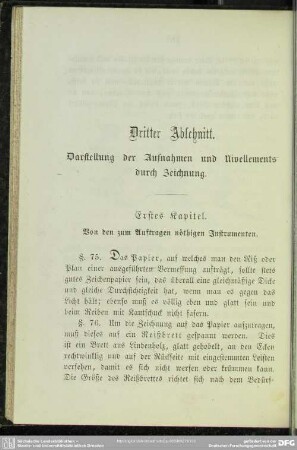 Dritter Abschnitt.
Darstellung der Aufnahmen und Nivellements
durch Zeichnung.
Erstes Kapitel.
Von den zum Auftragen nöthigen Instrumenten.
§. 75. Das Papier, auf welches man den Riß oder
Plan einer ausgeführten Vermessung aufträgt, sollte stets
gutes Zeichenpapier sein, das überall eine gleichmäßige Dicke
und gleiche Durchsichtigkeit hat, wenn man es gegen das
Licht hält; ebenso muß es völlig eben und glatt sein und
beim Reiben mit Kautschuck nicht fasern.
§. 76. Um die Zeichnung auf das Papier aufzutragen,
muß dieses auf ein Reißbrett gespannt werden. Dies
ist ein Brett aus Lindenholz, glatt gehobelt, an den Ecken
rechtwinklig und auf der Rückseite mit eingestemmten Leisten
versehen, damit es sich nicht werfen oder krümmen kann.
Die Größe des Reißbrettes richtet sich nach dem Bedürf-